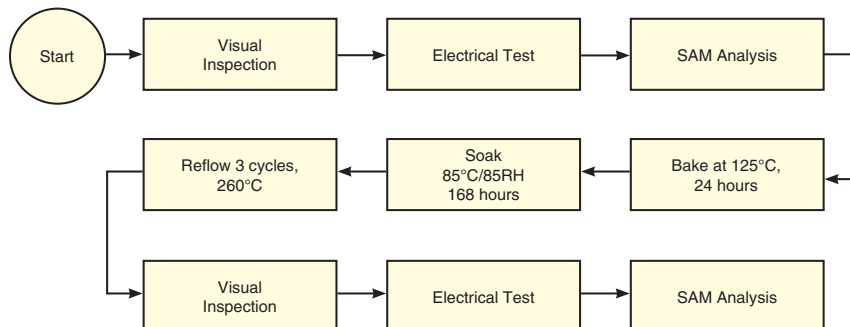 Start
Visual
Inspection
Electrical Test
SAM Analysis
Bake at 125°C,
24 hours
Soak
85°C/85RH
168 hours
Reflow 3 cycles,
260°C
Visual
Inspection
Electrical Test
SAM Analysis